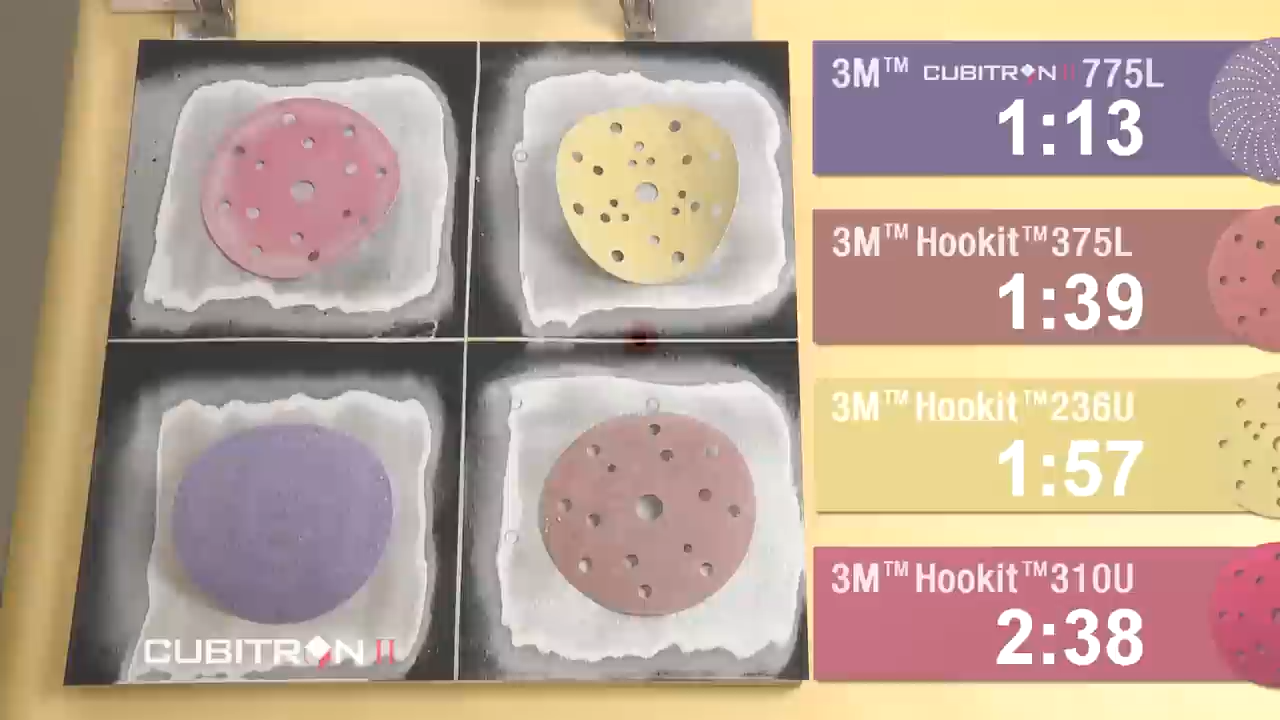 3M™ CUBITRON II 775L
1:13
3M™ Hookit™ 375L
1:39
3M™ Hookit™ 236U
1:57
3M™ Hookit™ 310U
2:38
CUBITRON II